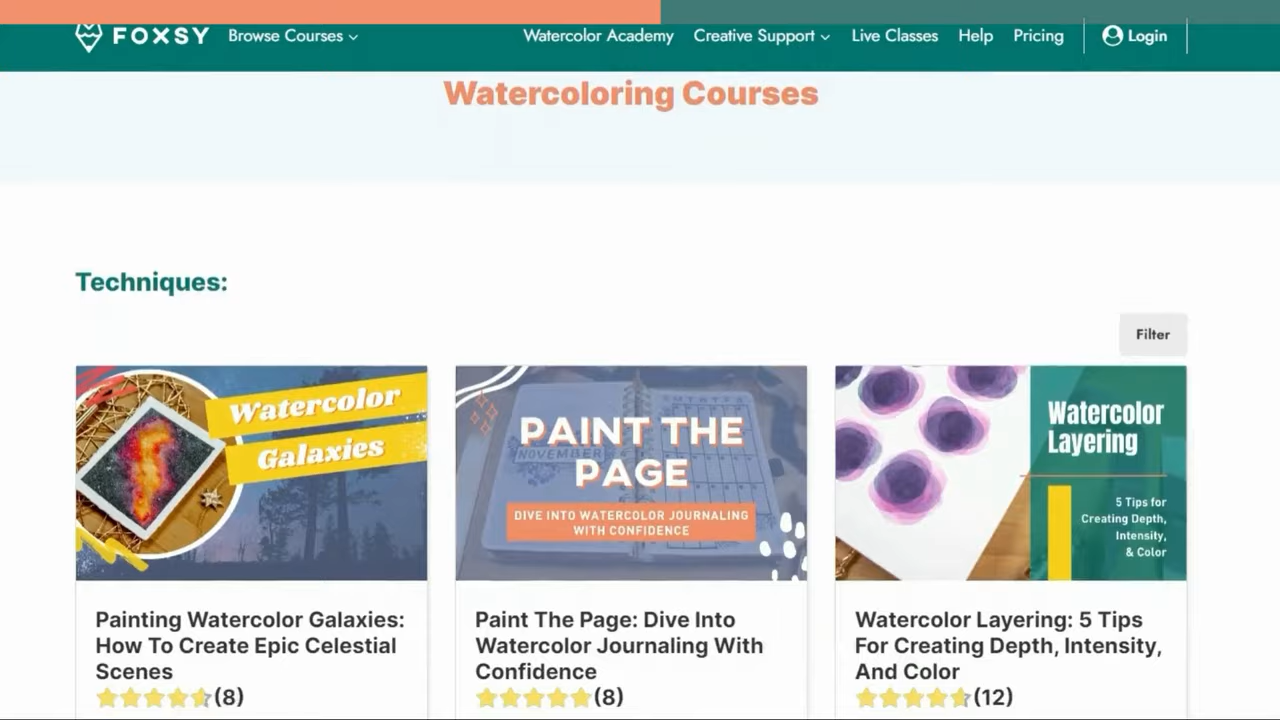 FOXSY
Browse Courses
Watercolor Academy
Creative Support
Live Classes
Help
Pricing
Login
Watercoloring Courses
Techniques:
Filter
Watercolor
Galaxies
NOVEMBER
PAINT THE
PAGE
DIVE INTO WATERCOLOR JOURNALING
WITH CONFIDENCE
Watercolor
Layering
5 Tips for
Creating Depth,
Intensity,
& Color
Painting Watercolor Galaxies:
How To Create Epic Celestial
Scenes
(8)
Paint The Page: Dive Into
Watercolor Journaling With
Confidence
(8)
Watercolor Layering: 5 Tips
For Creating Depth, Intensity,
And Color
(12)